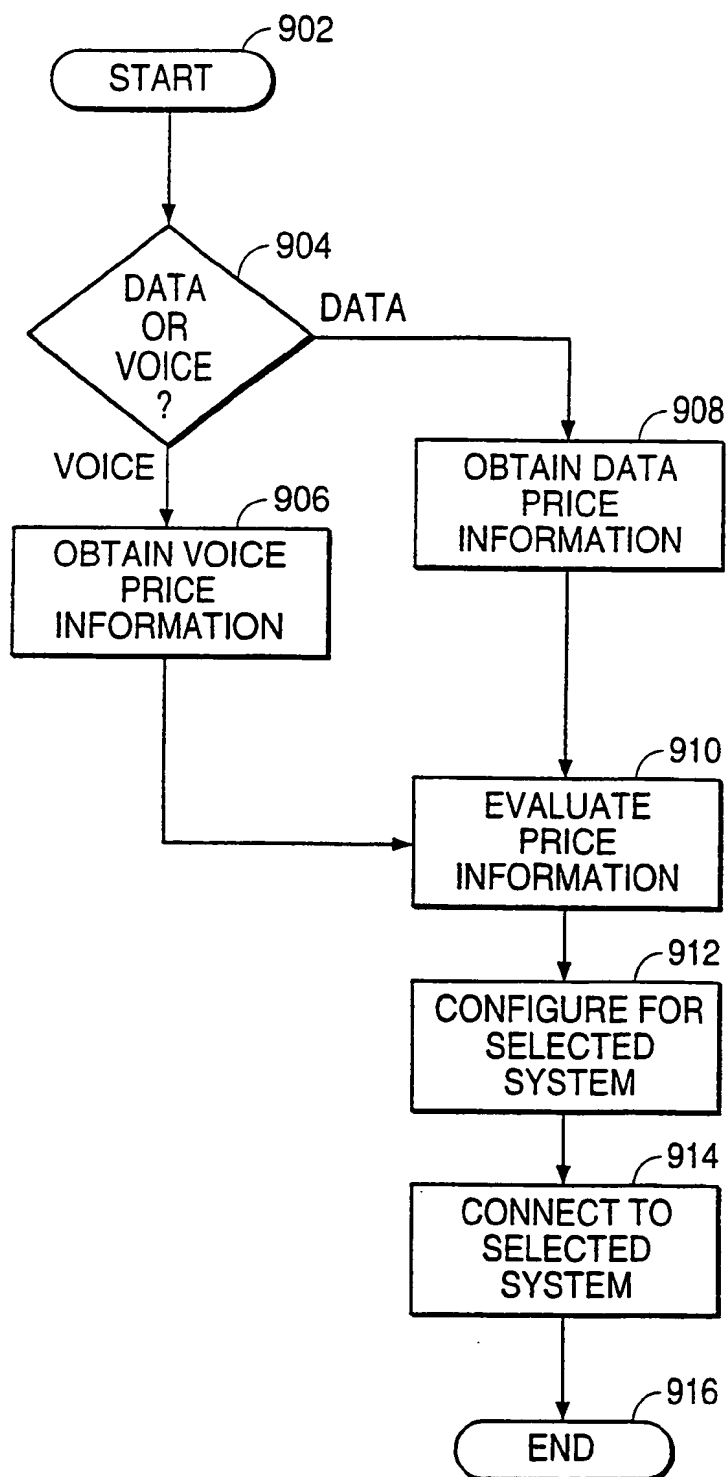 902
START
904
DATA
OR
VOICE
?
DATA
VOICE
906
OBTAIN VOICE
PRICE
INFORMATION
908
OBTAIN DATA
PRICE
INFORMATION
910
EVALUATE
PRICE
INFORMATION
912
CONFIGURE FOR
SELECTED
SYSTEM
914
CONNECT TO
SELECTED
SYSTEM
916
END